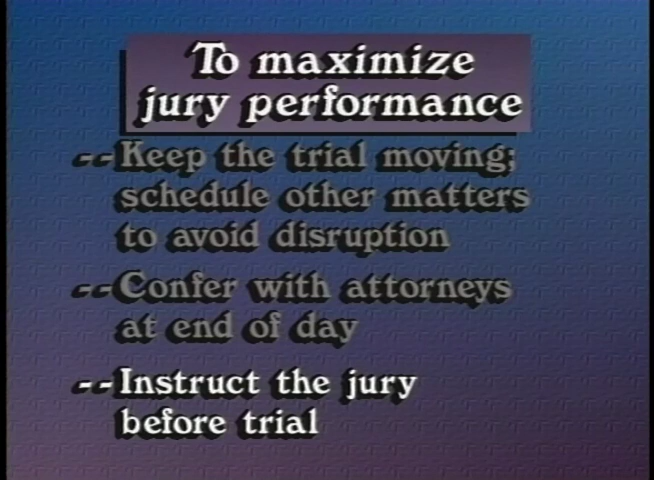 To maximize
jury performance
--Keep the trial moving;
schedule other matters
to avoid disruption
--Confer with attorneys
at end of day
--Instruct the jury
before trial